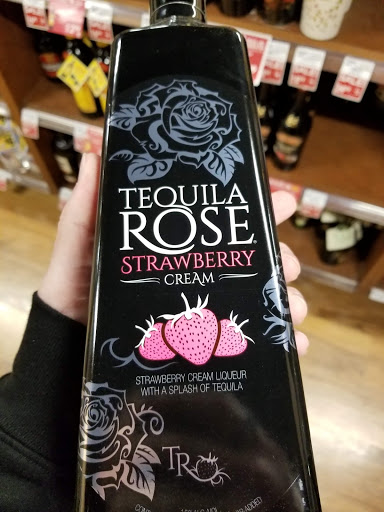 TEQUILA
ROSE®
STRAWBERRY
CREAM
STRAWBERRY CREAM LIQUEUR
WITH A SPLASH OF TEQUILA
TR